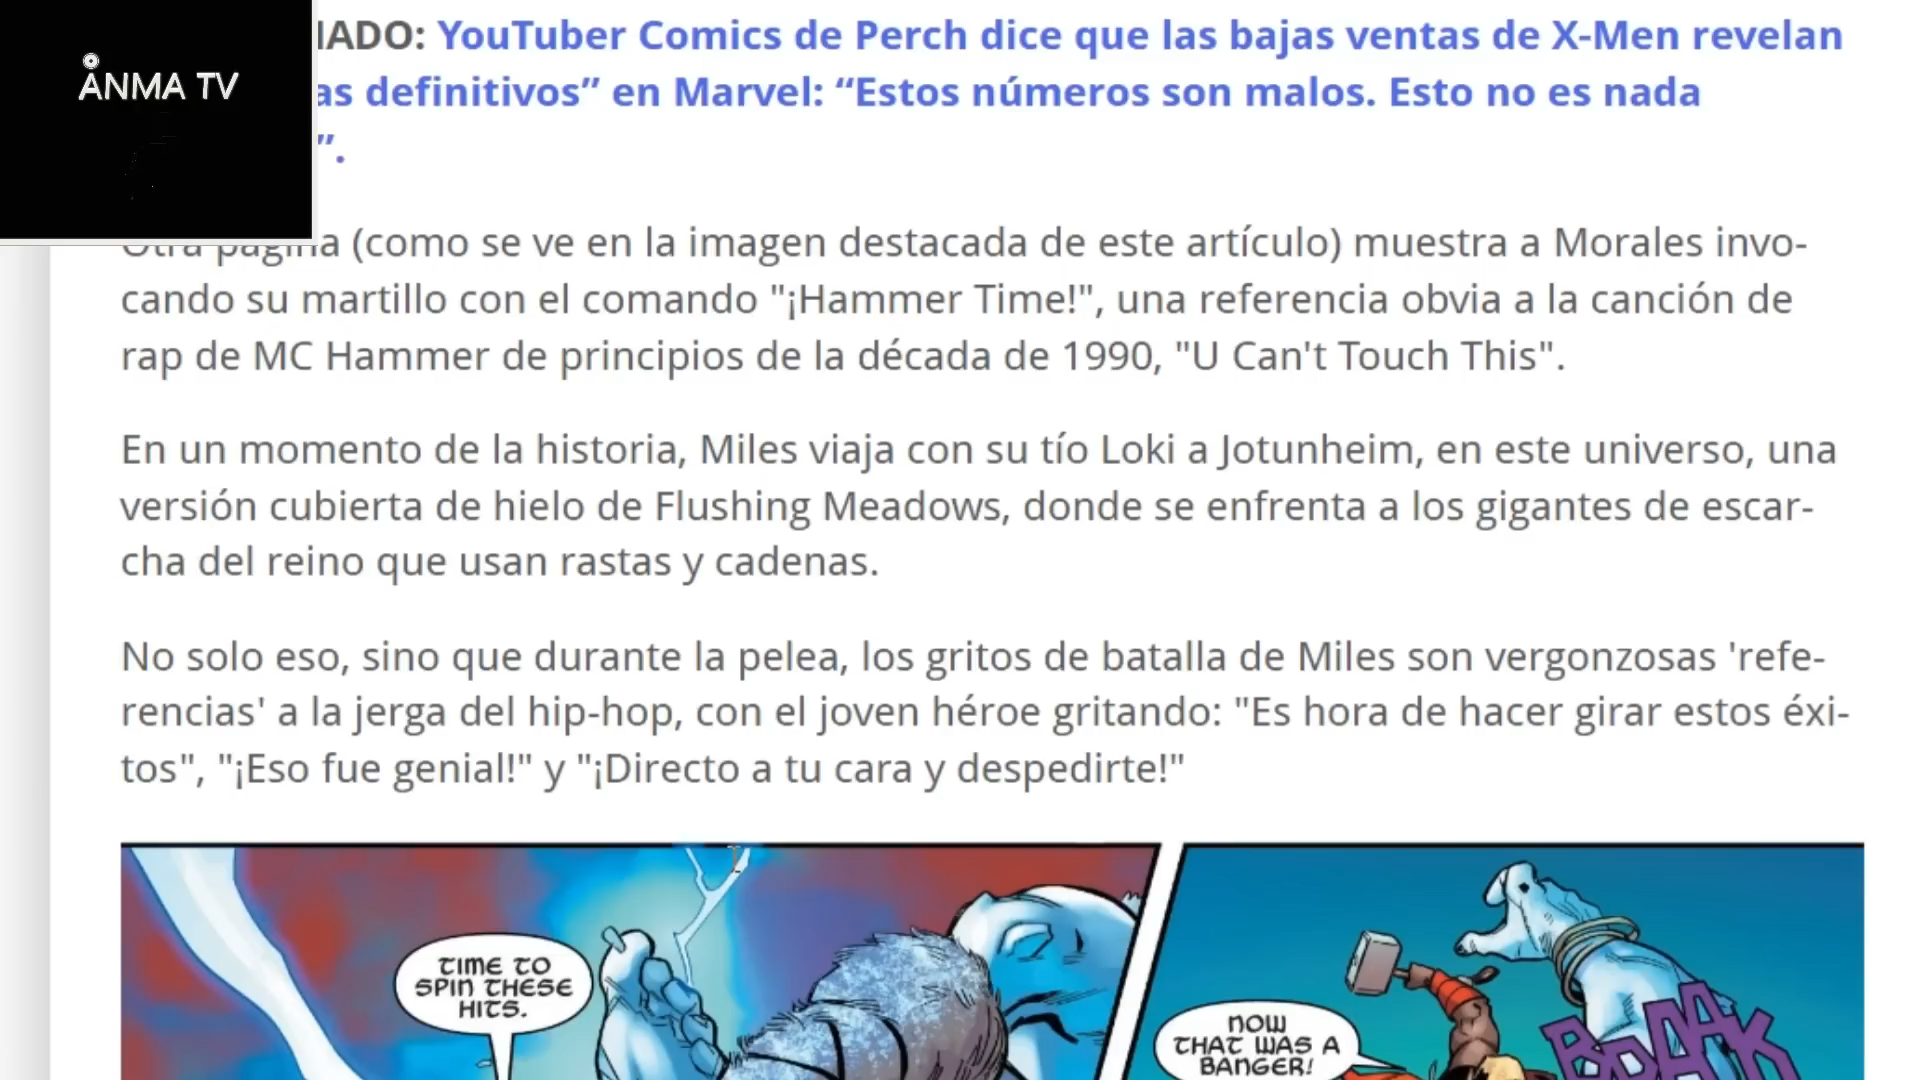 ÅNMA TV
IADO: YouTuber Comics de Perch dice que las bajas ventas de X-Men revelan
as definitivos” en Marvel: “Estos números son malos. Esto no es nada
”.
Otra página (como se ve en la imagen destacada de este artículo) muestra a Morales invo-
cando su martillo con el comando "¡Hammer Time!", una referencia obvia a la canción de
rap de MC Hammer de principios de la década de 1990, "U Can't Touch This".
En un momento de la historia, Miles viaja con su tío Loki a Jotunheim, en este universo, una
versión cubierta de hielo de Flushing Meadows, donde se enfrenta a los gigantes de escar-
cha del reino que usan rastas y cadenas.
No solo eso, sino que durante la pelea, los gritos de batalla de Miles son vergonzosas 'refe-
rencias' a la jerga del hip-hop, con el joven héroe gritando: "Es hora de hacer girar estos éxi-
tos", "¡Eso fue genial!" y "¡Directo a tu cara y despedirte!"
TIME TO
SPIN THESE
HITS.
NOW
THAT WAS A
BANGER!
BRAAK